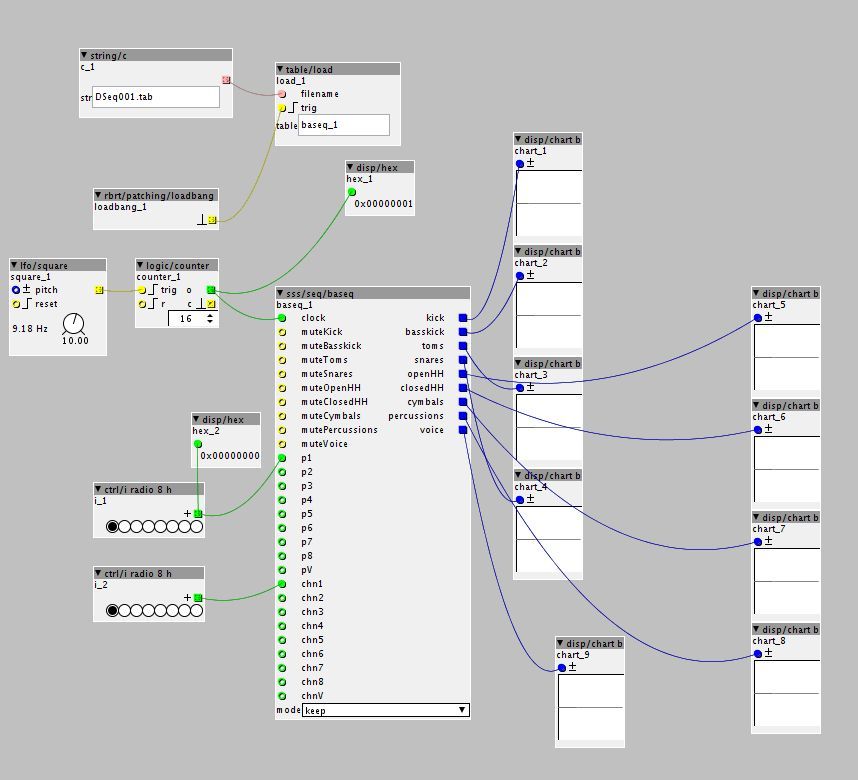 string/c
c_1
str DSeq001.tab
table/load
load_1
filename
trig
table baseq_1
disp/hex
hex_1
0x00000001
rbrt/patching/loadbang
loadbang_1
lfo/square
square_1
± pitch
reset
9.18 Hz
10.00
logic/counter
counter_1
trig o
r c
16
sss/seq/baseq
baseq_1
clock kick
muteKick basskick
muteBasskick toms
muteToms snares
muteSnares openHH
muteOpenHH closedHH
muteClosedHH cymbals
muteCymbals percussions
mutePercussions voice
muteVoice
p1
p2
p3
p4
p5
p6
p7
p8
pV
chn1
chn2
chn3
chn4
chn5
chn6
chn7
chn8
chnV
mode keep
disp/hex
hex_2
0x00000000
ctrl/i radio 8 h
i_1
+
ctrl/i radio 8 h
i_2
+
disp/chart b
chart_1
±
disp/chart b
chart_2
±
disp/chart b
chart_3
±
disp/chart b
chart_4
±
disp/chart b
chart_5
±
disp/chart b
chart_6
±
disp/chart b
chart_7
±
disp/chart b
chart_8
±
disp/chart b
chart_9
±